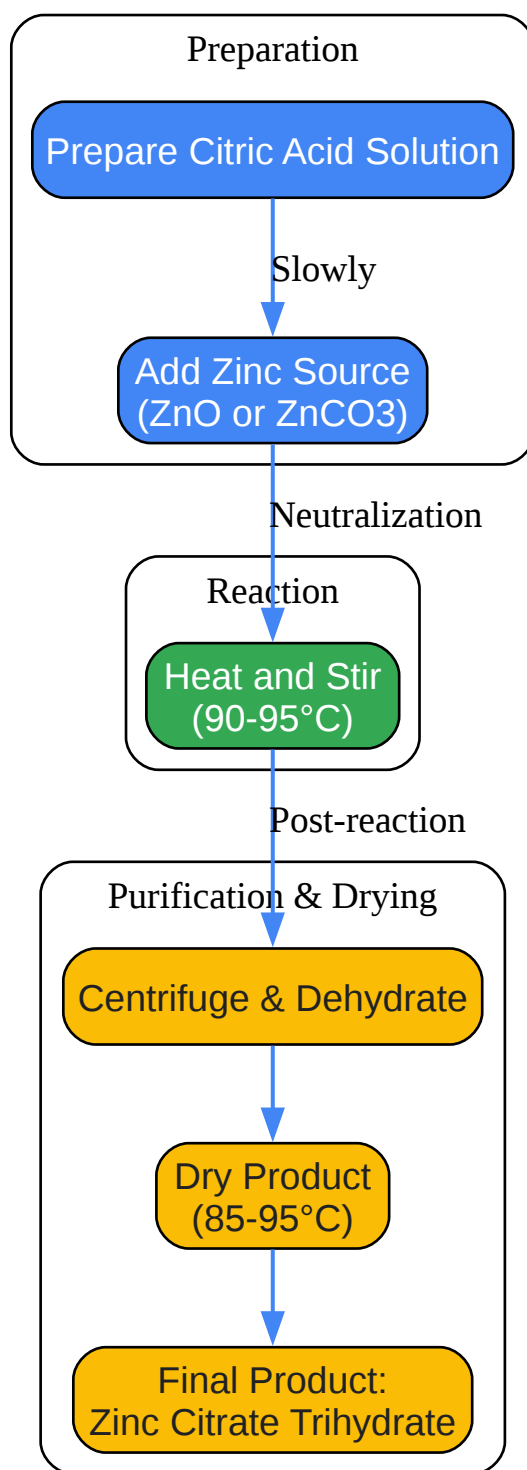 Preparation
Prepare Citric Acid Solution
Slowly
Add Zinc Source
(ZnO or ZnCO3)
Neutralization
Reaction
Heat and Stir
(90-95°C)
Post-reaction
Purification & Drying
Centrifuge & Dehydrate
Dry Product
(85-95°C)
Final Product:
Zinc Citrate Trihydrate